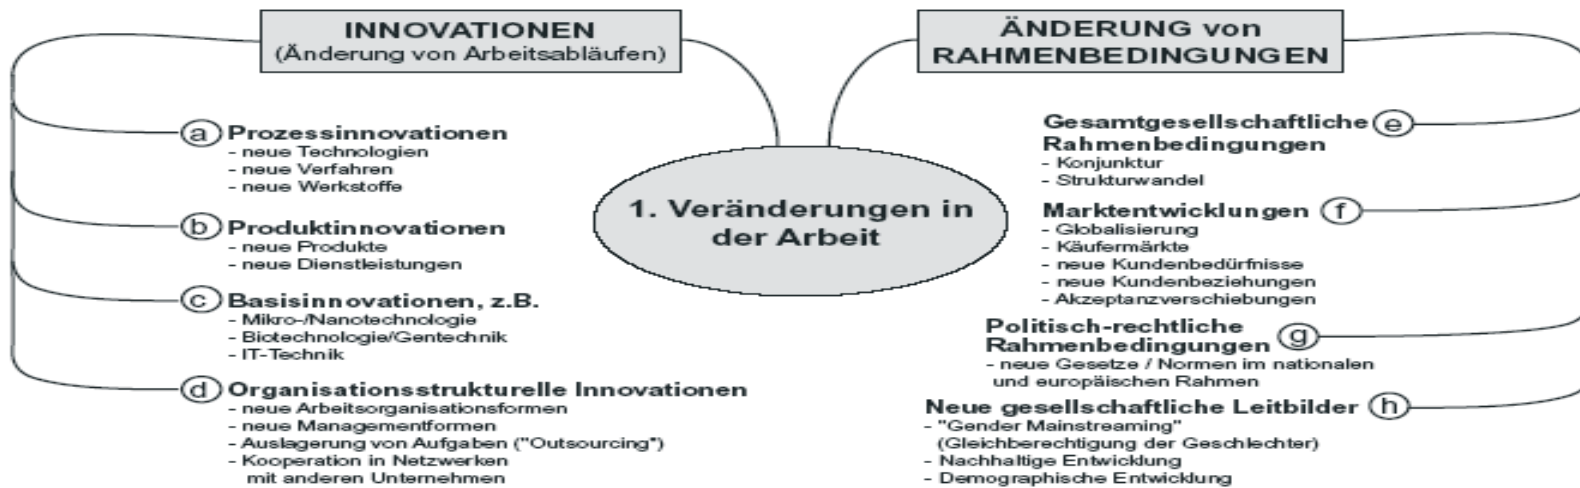 INNOVATIONEN
(Änderung von Arbeitsabläufen)
a Prozessinnovationen
- neue Technologien
- neue Verfahren
- neue Werkstoffe
b Produktinnovationen
- neue Produkte
- neue Dienstleistungen
c Basisinnovationen, z.B.
- Mikro-/Nanotechnologie
- Biotechnologie/Gentechnik
- IT-Technik
d Organisationsstrukturelle Innovationen
- neue Arbeitsorganisationsformen
- neue Managementformen
- Auslagerung von Aufgaben ("Outsourcing")
- Kooperation in Netzwerken
mit anderen Unternehmen
1. Veränderungen in
der Arbeit
ÄNDERUNG von
RAHMENBEDINGUNGEN
Gesamtgesellschaftliche e
Rahmenbedingungen
- Konjunktur
- Strukturwandel
Marktentwicklungen f
- Globalisierung
- Käufermärkte
- neue Kundenbedürfnisse
- neue Kundenbeziehungen
- Akzeptanzverschiebungen
Politisch-rechtliche
Rahmenbedingungen g
- neue Gesetze / Normen im nationalen
und europäischen Rahmen
Neue gesellschaftliche Leitbilder h
- "Gender Mainstreaming"
(Gleichberechtigung der Geschlechter)
- Nachhaltige Entwicklung
- Demographische Entwicklung